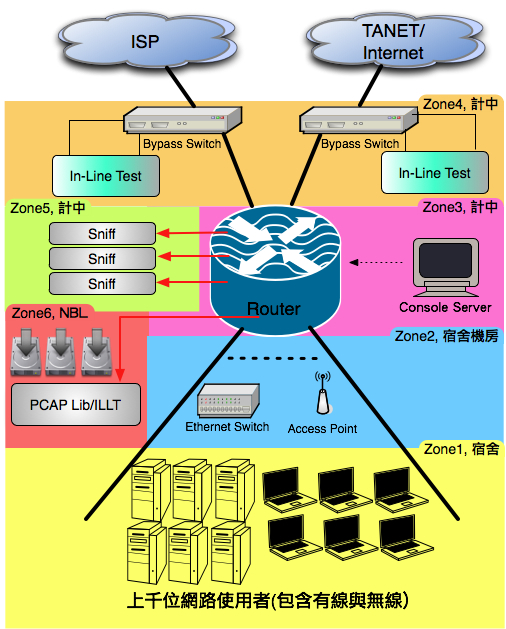 ISP
TANET/
Internet
Zone4, 計中
Bypass Switch
Bypass Switch
In-Line Test
In-Line Test
Zone5, 計中
Zone3, 計中
Sniff
Sniff
Sniff
Router
Console Server
Zone6, NBL
Zone2, 宿舍機房
PCAP Lib/ILLT
Ethernet Switch
Access Point
Zone1, 宿舍
上千位網路使用者(包含有線與無線)